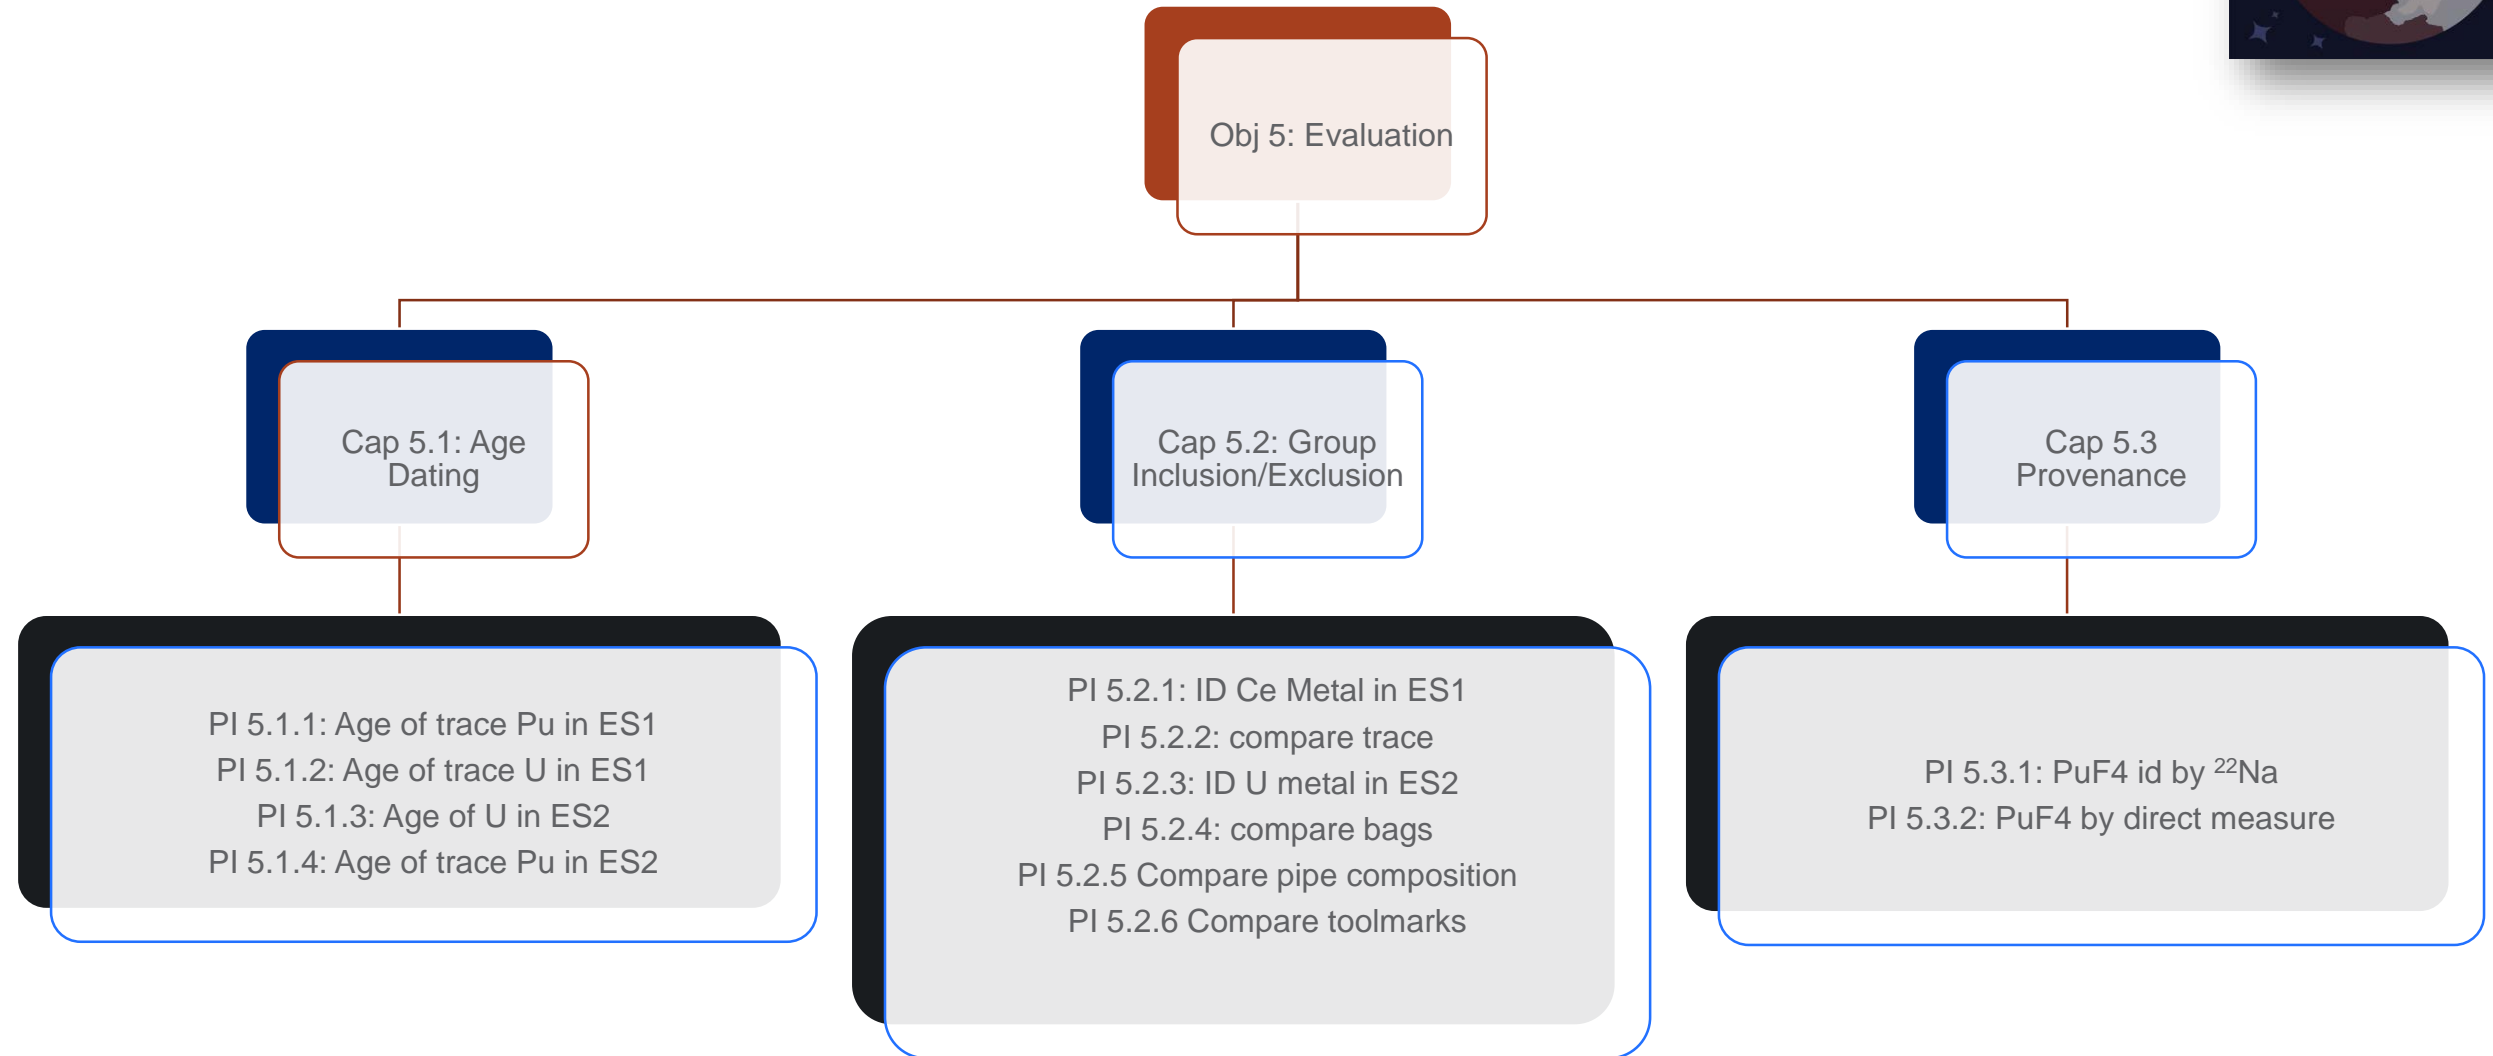 Obj 5: Evaluation
Cap 5.1: Age
Dating
Cap 5.2: Group
Inclusion/Exclusion
Cap 5.3
Provenance
PI 5.1.1: Age of trace Pu in ES1
PI 5.1.2: Age of trace U in ES1
PI 5.1.3: Age of U in ES2
PI 5.1.4: Age of trace Pu in ES2
PI 5.2.1: ID Ce Metal in ES1
PI 5.2.2: compare trace
PI 5.2.3: ID U metal in ES2
PI 5.2.4: compare bags
PI 5.2.5 Compare pipe composition
PI 5.2.6 Compare toolmarks
PI 5.3.1: PuF4 id by ²²Na
PI 5.3.2: PuF4 by direct measure